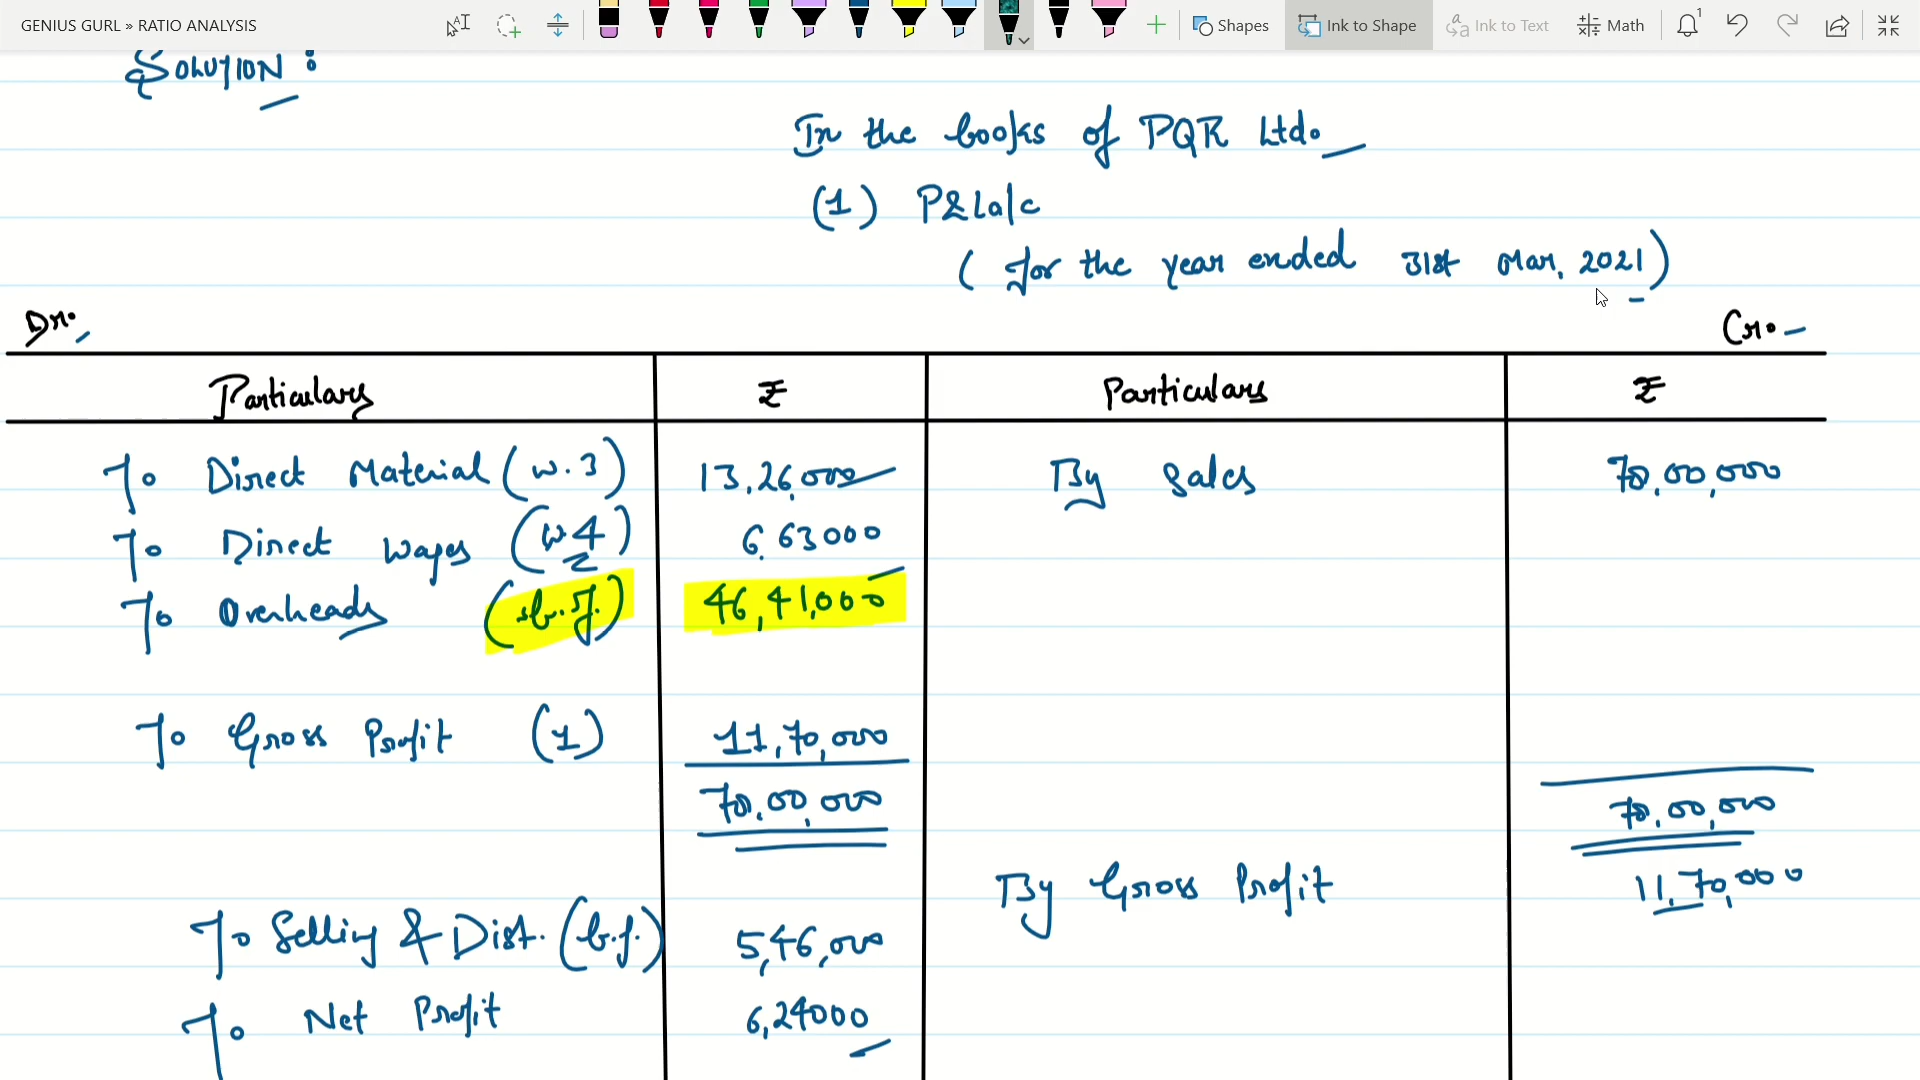 GENIUS GURL » RATIO ANALYSIS
Shapes
Ink to Shape
Ink to Text
Math
1
SOLUTION :
In the books of PQR Ltd.
(1) P&La/c
( for the year ended 31st Mar, 2021)
Dr.
Cr.
Particulars ₹ Particulars ₹
To Direct Material (w.3) 13,26,000 By Sales 70,00,000
To Direct Wages (w4) 6,63000
To Overheads (b.f.) 46,41,000
To Gross Profit (1) 11,70,000
70,00,000 70,00,000
By Gross Profit 11,70,000
To Selling & Dist. (b.f.) 5,46,000
To Net Profit 6,24000